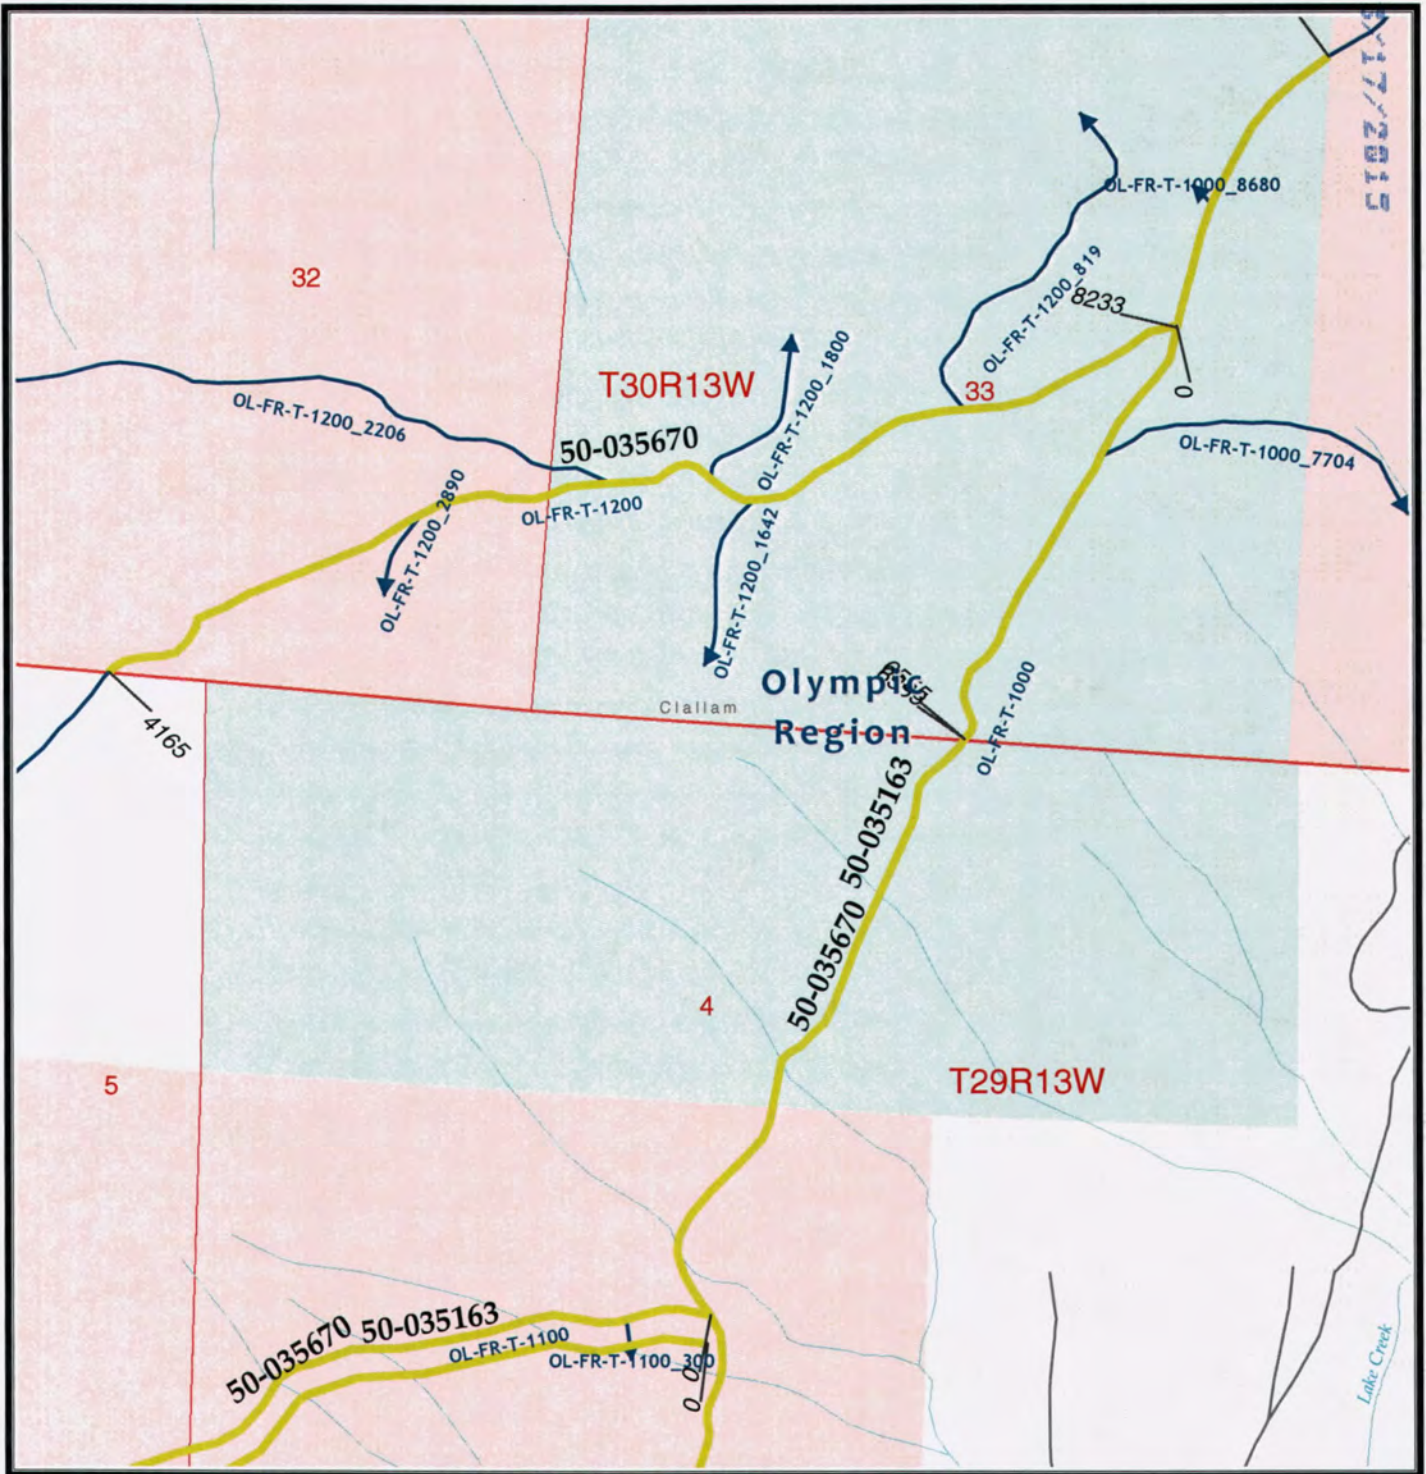 OL-FR-T-1000_8680
32
OL-FR-T-1200_819
8233
T30R13W
OL-FR-T-1200_1800
33
0
OL-FR-T-1200_2206
50-035670
OL-FR-T-1000_7704
OL-FR-T-1200_2890
OL-FR-T-1200
OL-FR-T-1200_1642
Olympic
Region
Clallam
OL-FR-T-1000
4165
50-035163
50-035670
4
T29R13W
5
50-035670
50-035163
OL-FR-T-1100
OL-FR-T-1100_300
0
0
Lake Creek